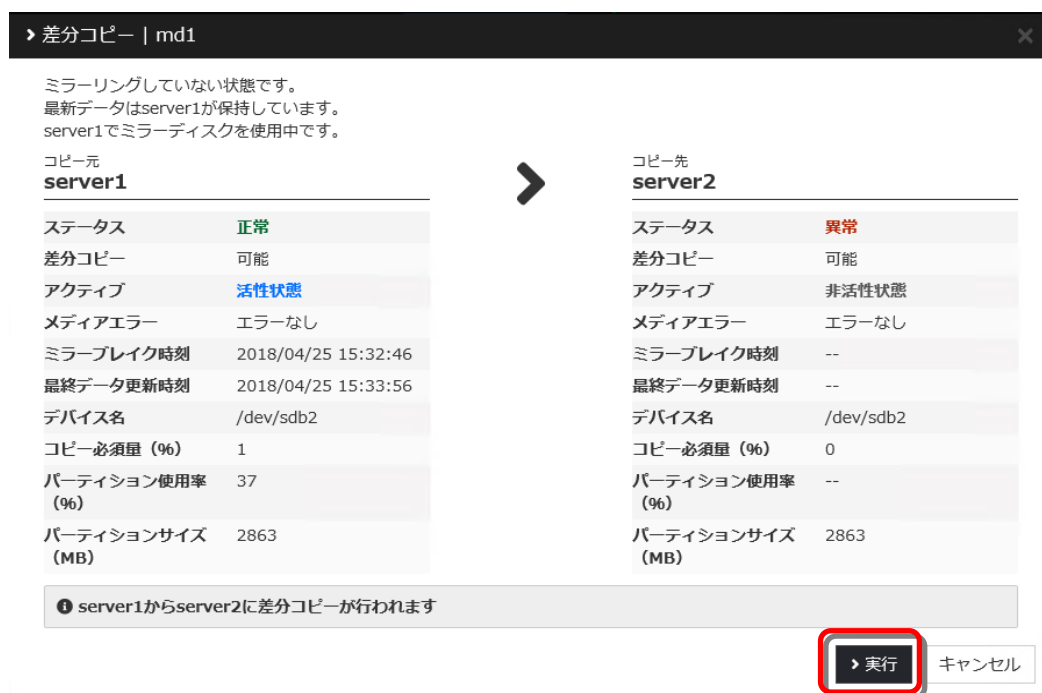 差分コピー | md1
ミラーリングしていない状態です。
最新データはserver1が保持しています。
server1でミラーディスクを使用中です。
コピー元
server1
ステータス 正常
差分コピー 可能
アクティブ 活性状態
メディアエラー エラーなし
ミラーブレイク時刻 2018/04/25 15:32:46
最終データ更新時刻 2018/04/25 15:33:56
デバイス名 /dev/sdb2
コピー必須量（%） 1
パーティション使用率 37
（%）
パーティションサイズ 2863
（MB）
コピー先
server2
ステータス 異常
差分コピー 可能
アクティブ 非活性状態
メディアエラー エラーなし
ミラーブレイク時刻 --
最終データ更新時刻 --
デバイス名 /dev/sdb2
コピー必須量（%） 0
パーティション使用率 --
（%）
パーティションサイズ 2863
（MB）
server1からserver2に差分コピーが行われます
実行
キャンセル